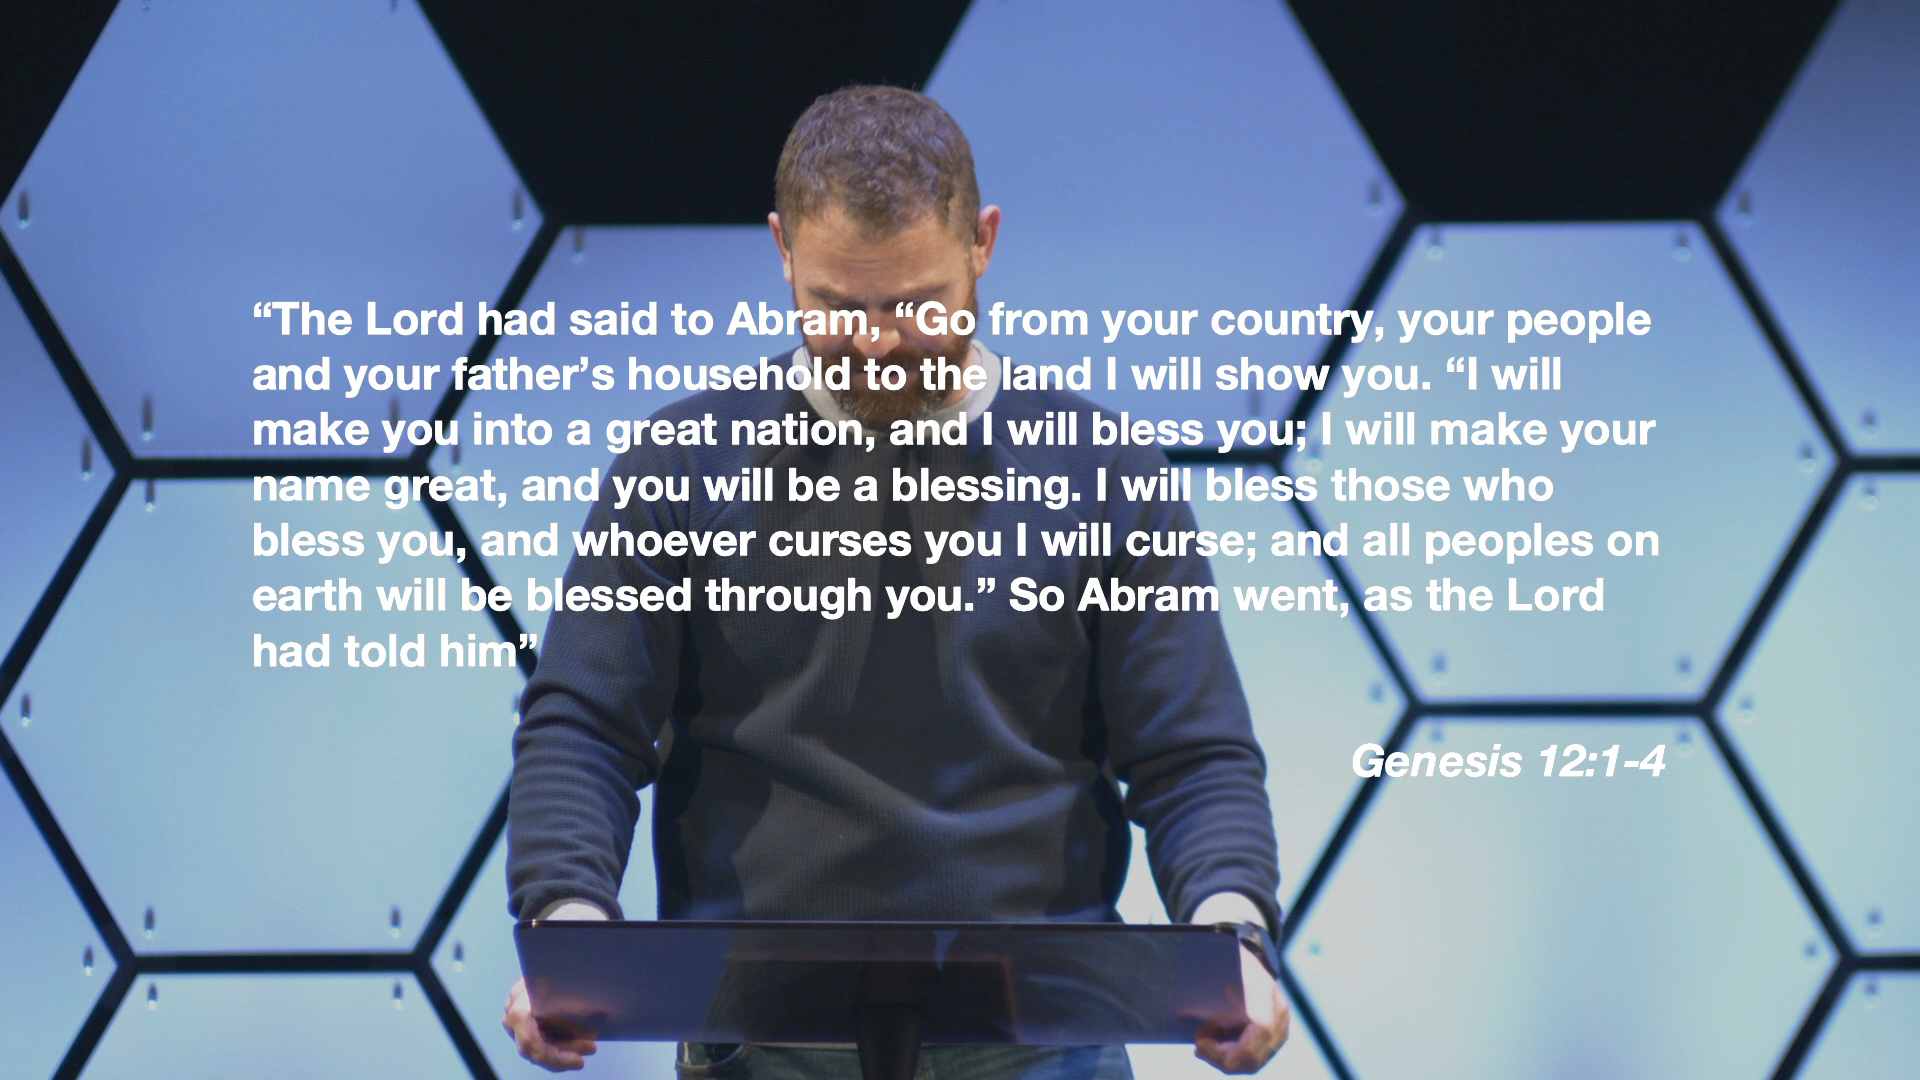 “The Lord had said to Abram, “Go from your country, your people
and your father’s household to the land I will show you. “I will
make you into a great nation, and I will bless you; I will make your
name great, and you will be a blessing. I will bless those who
bless you, and whoever curses you I will curse; and all peoples on
earth will be blessed through you.” So Abram went, as the Lord
had told him”
Genesis 12:1-4